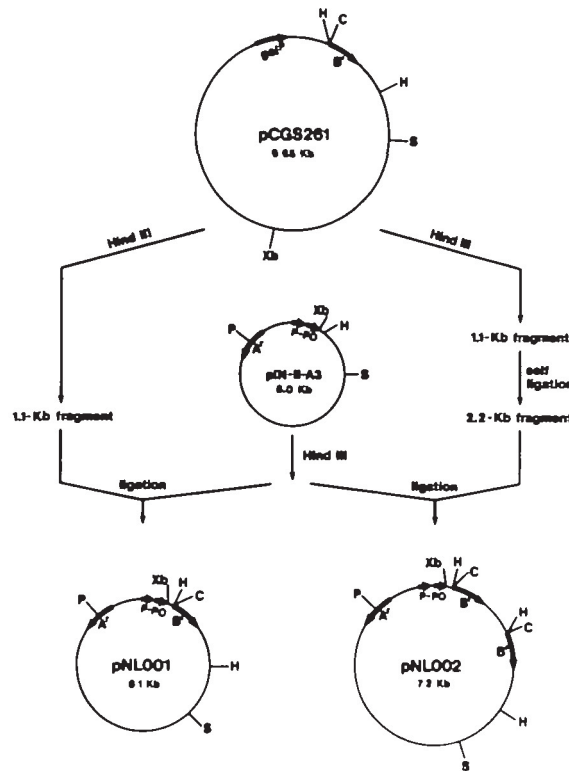 H
C
gal'
B'
H
pCGS261
S
Xb
Hind III
Hind III
Xb
P
H
P-PO
A'
pIN-II-A3
6.0 Kb
S
1.1-Kb fragment
self
ligation
1.1-Kb fragment
2.2-Kb fragment
Hind III
ligation
ligation
Xb
H
C
P
P-PO
A'
B'
pNL001
6.1 Kb
H
S
Xb
H
C
P
P-PO
A'
B'
H
C
B'
pNL002
7.2 Kb
H
S